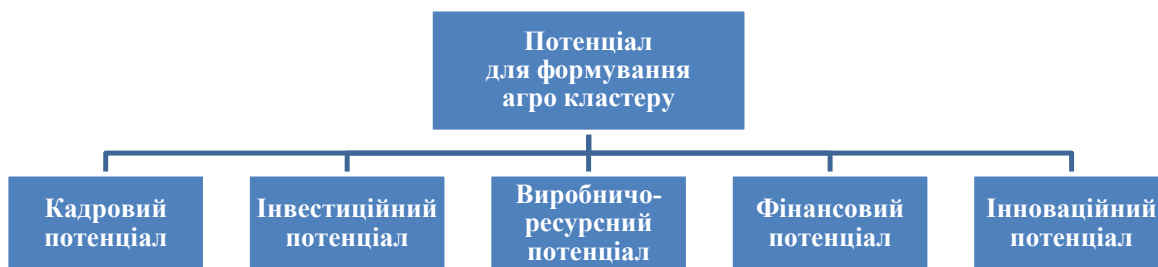 Потенціал
для формування
агро кластеру
Кадровий
потенціал
Інвестиційний
потенціал
Виробничо-
ресурсний
потенціал
Фінансовий
потенціал
Інноваційний
потенціал